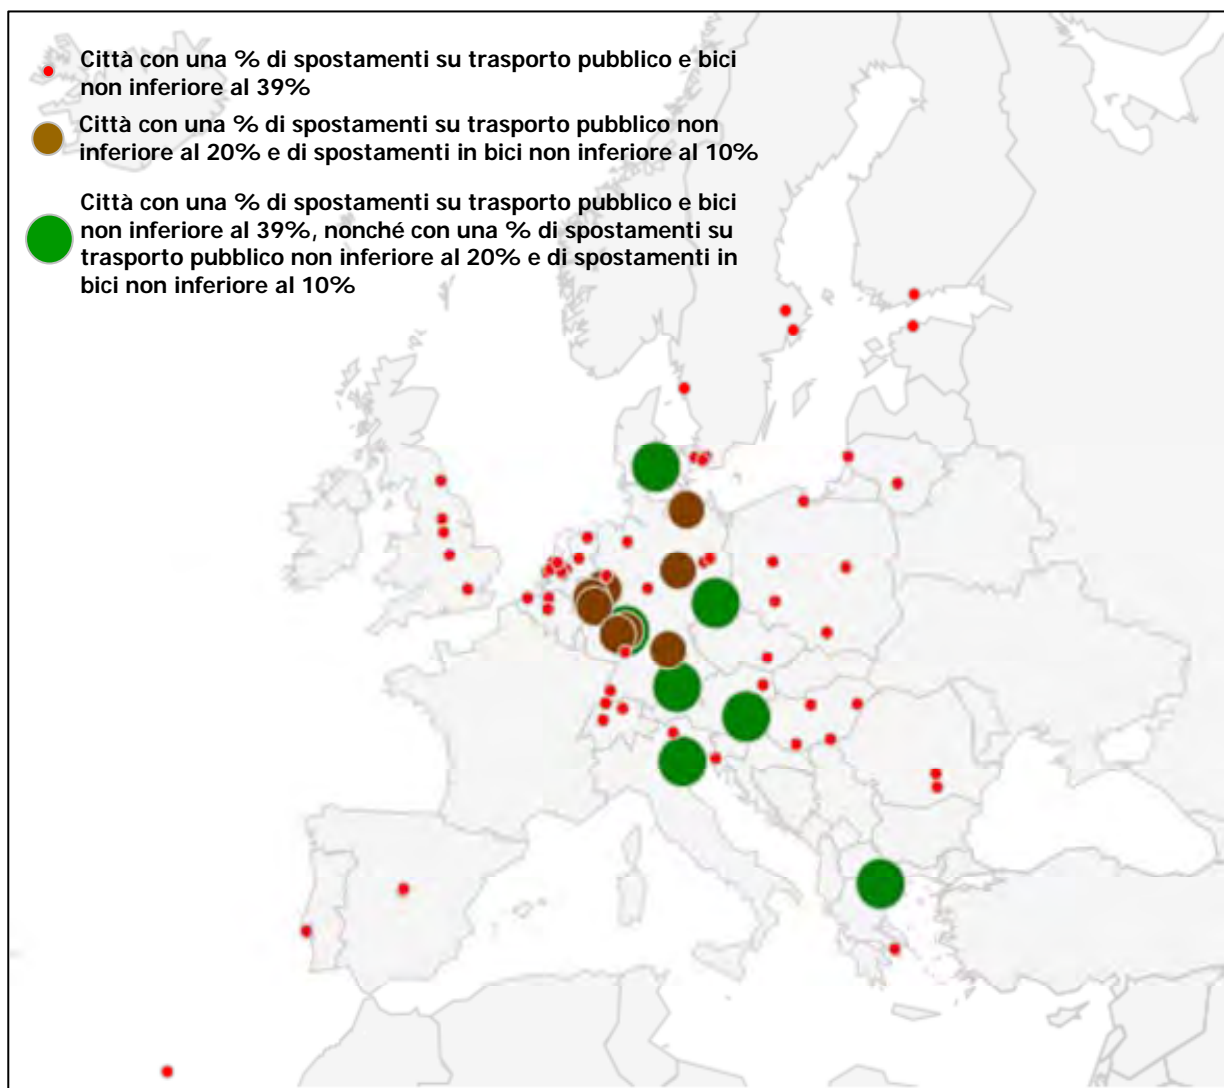 Città con una % di spostamenti su trasporto pubblico e bici
non inferiore al 39%
Città con una % di spostamenti su trasporto pubblico non
inferiore al 20% e di spostamenti in bici non inferiore al 10%
Città con una % di spostamenti su trasporto pubblico e bici
non inferiore al 39%, nonché con una % di spostamenti su
trasporto pubblico non inferiore al 20% e di spostamenti in
bici non inferiore al 10%